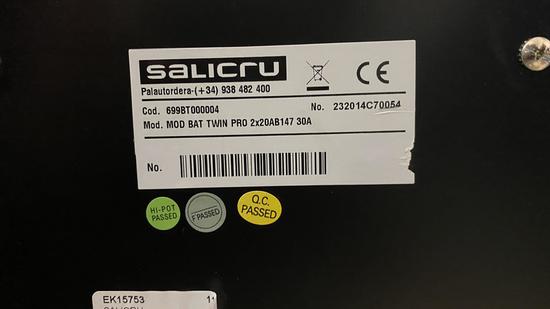 SALICRU
CE
Palautordera-(+34) 938 482 400
Cod. 699BT000004
No. 232014C70054
Mod. MOD BAT TWIN PRO 2x20AB147 30A
No.
HI-POT
PASSED
F PASSED
Q.C.
PASSED
EK15753
SALICRU